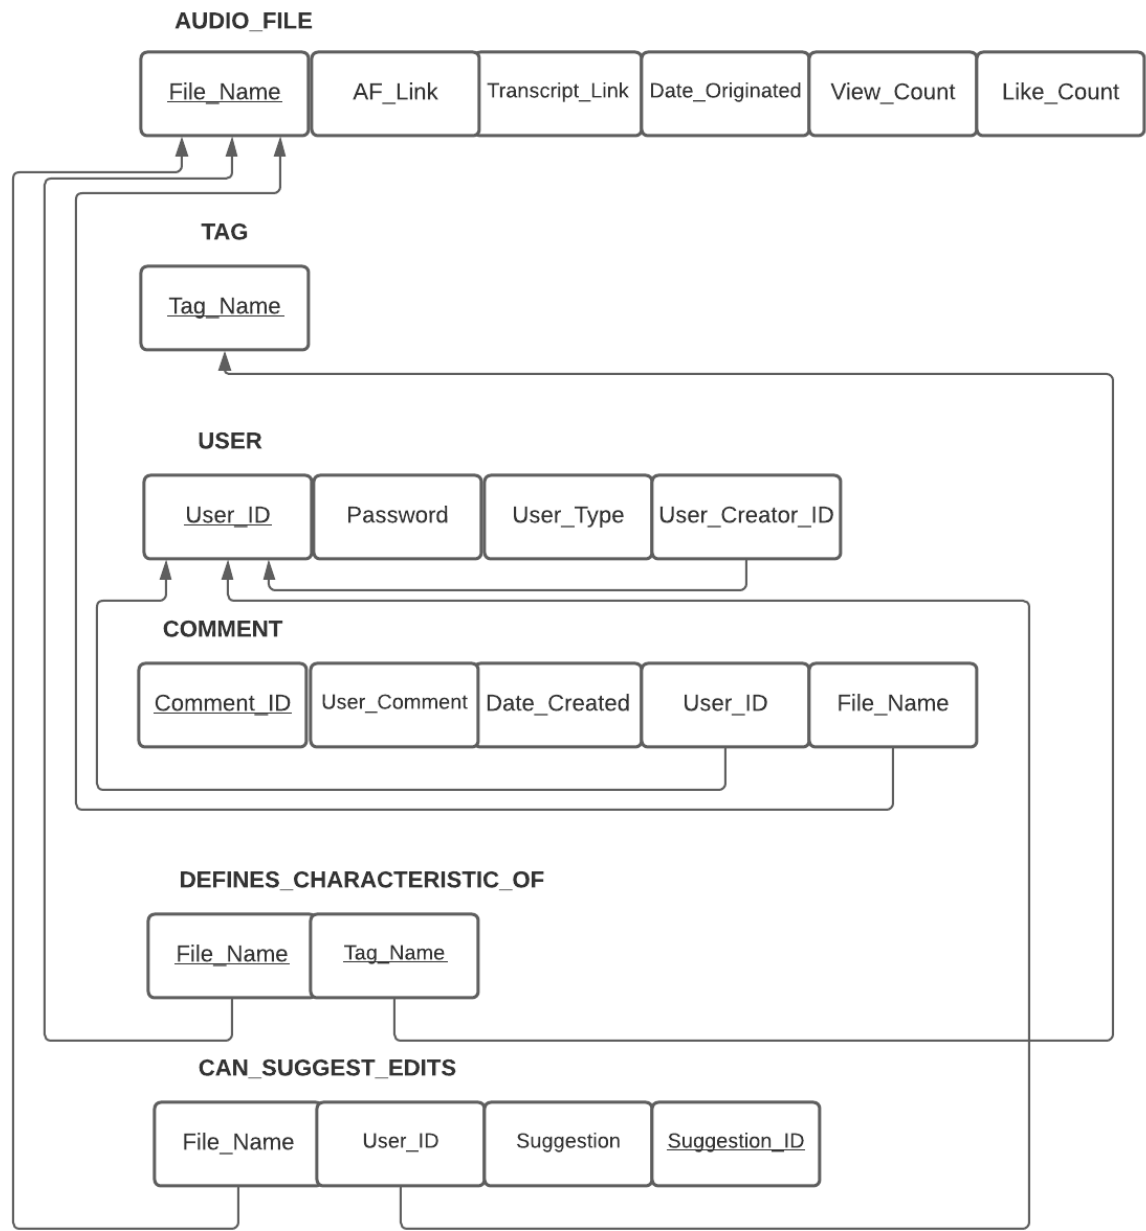 AUDIO_FILE
File_Name AF_Link Transcript_Link Date_Originated View_Count Like_Count
TAG
Tag_Name
USER
User_ID Password User_Type User_Creator_ID
COMMENT
Comment_ID User_Comment Date_Created User_ID File_Name
DEFINES_CHARACTERISTIC_OF
File_Name Tag_Name
CAN_SUGGEST_EDITS
File_Name User_ID Suggestion Suggestion_ID